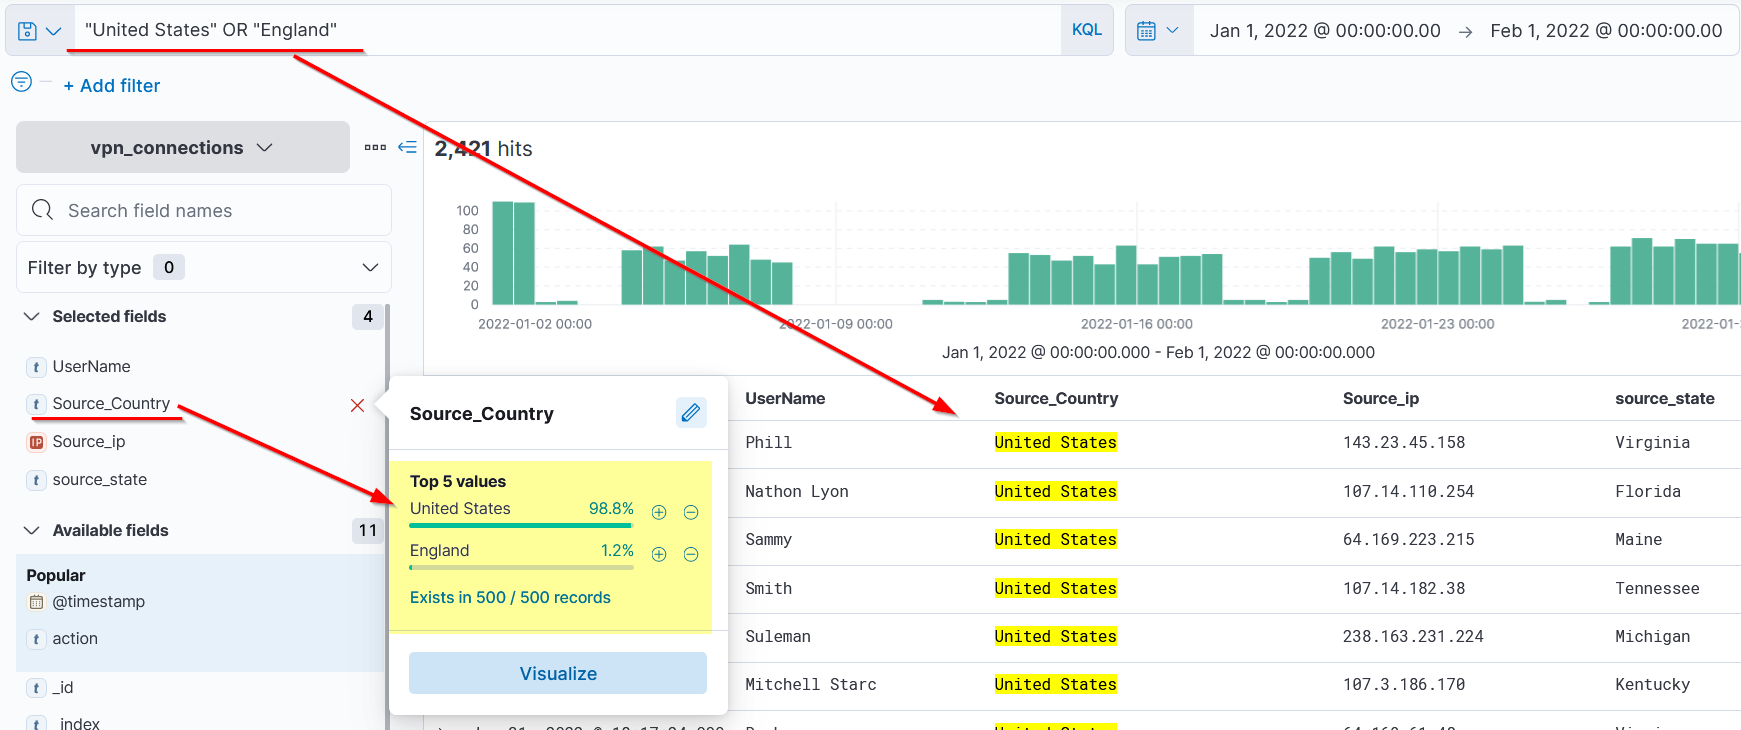 "United States" OR "England"
KQL
Jan 1, 2022 @ 00:00:00.00 → Feb 1, 2022 @ 00:00:00.00
+ Add filter
vpn_connections
2,421 hits
Search field names
Filter by type 0
100
80
60
40
20
0
2022-01-02 00:00
2022-01-09 00:00
2022-01-16 00:00
2022-01-23 00:00
2022-01-
Jan 1, 2022 @ 00:00:00.000 - Feb 1, 2022 @ 00:00:00.000
Selected fields 4
t UserName
t Source_Country
IP Source_ip
t source_state
Available fields 11
Popular
@timestamp
t action
t _id
t _index
Source_Country
Top 5 values
United States 98.8%
England 1.2%
Exists in 500 / 500 records
Visualize
UserName Source_Country Source_ip source_state
Phill United States 143.23.45.158 Virginia
Nathon Lyon United States 107.14.110.254 Florida
Sammy United States 64.169.223.215 Maine
Smith United States 107.14.182.38 Tennessee
Suleman United States 238.163.231.224 Michigan
Mitchell Starc United States 107.3.186.170 Kentucky
United States